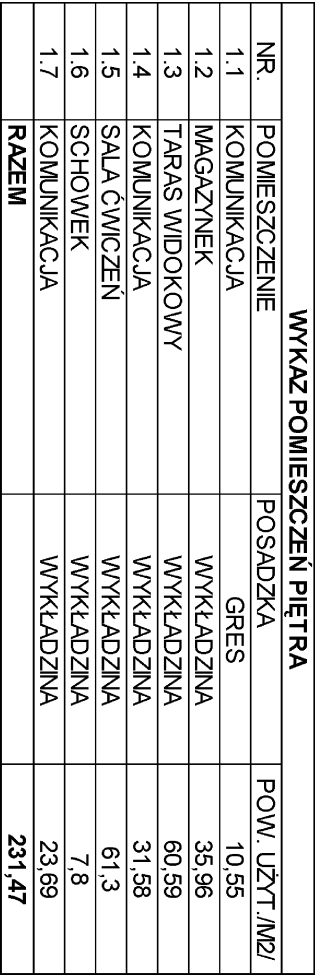 WYKAZ POMIESZCZEŃ PIĘTRA
NR. POMIESZCZENIE POSADZKA POW. UŻYT./M2/
1.1 KOMUNIKACJA GRES 10,55
1.2 MAGAZYNEK WYKŁADZINA 35,96
1.3 TARAS WIDOKOWY WYKŁADZINA 60,59
1.4 KOMUNIKACJA WYKŁADZINA 31,58
1.5 SALA ĆWICZEŃ WYKŁADZINA 61,3
1.6 SCHOWEK WYKŁADZINA 7,8
1.7 KOMUNIKACJA WYKŁADZINA 23,69
RAZEM 231,47